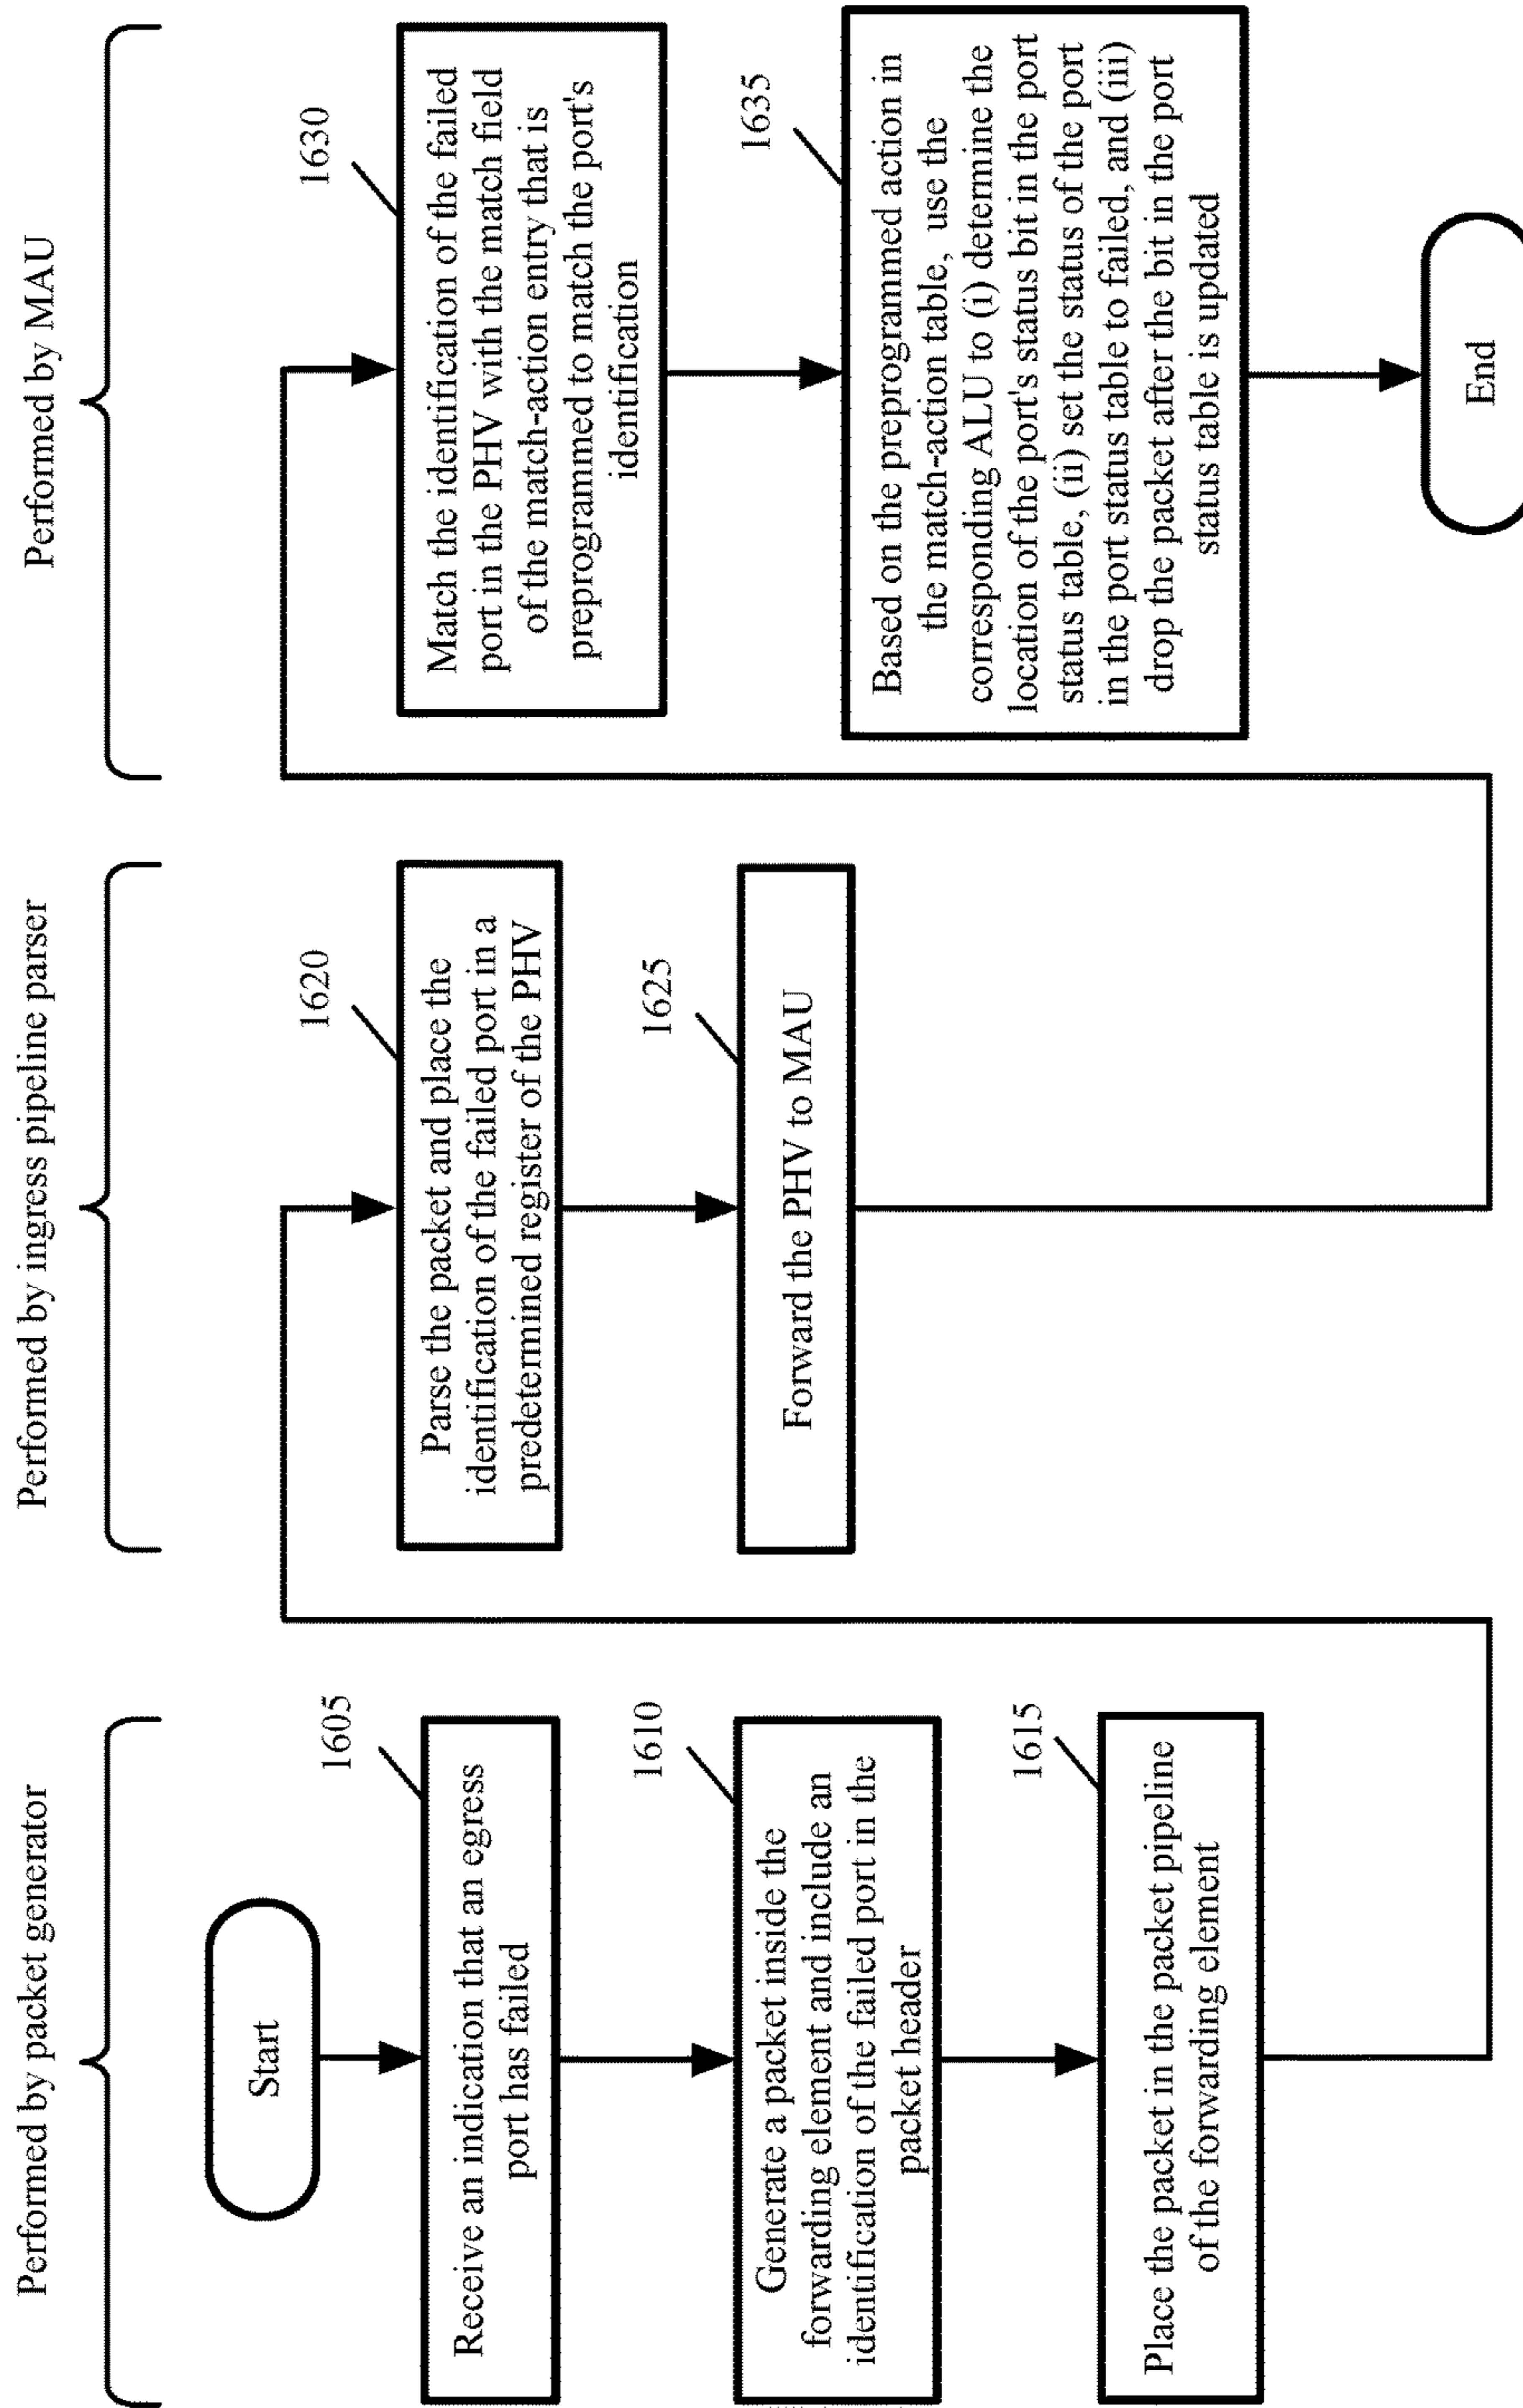 Performed by packet generator
Start
1605
Receive an indication that an egress
port has failed
1610
Generate a packet inside the
forwarding element and include an
identification of the failed port in the
packet header
1615
Place the packet in the packet pipeline
of the forwarding element
Performed by ingress pipeline parser
1620
Parse the packet and place the
identification of the failed port in a
predetermined register of the PHV
1625
Forward the PHV to MAU
Performed by MAU
1630
Match the identification of the failed
port in the PHV with the match field
of the match-action entry that is
preprogrammed to match the port's
identification
1635
Based on the preprogrammed action in
the match-action table, use the
corresponding ALU to (i) determine the
location of the port's status bit in the port
status table, (ii) set the status of the port
in the port status table to failed, and (iii)
drop the packet after the bit in the port
status table is updated
End